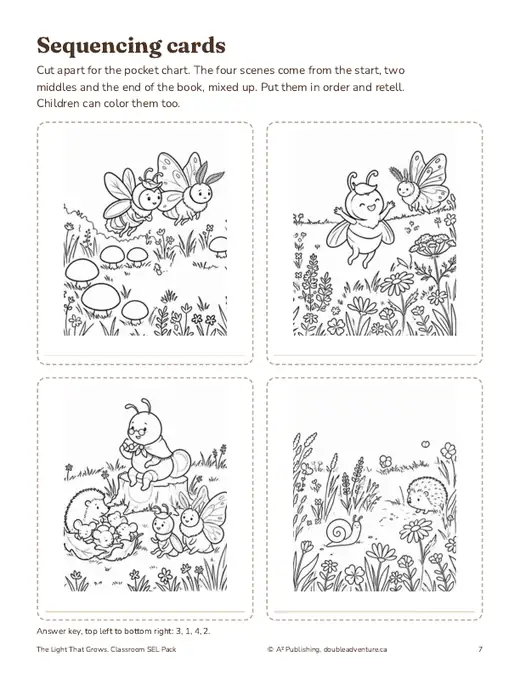 Sequencing cards
Cut apart for the pocket chart. The four scenes come from the start, two
middles and the end of the book, mixed up. Put them in order and retell.
Children can color them too.
Answer key, top left to bottom right: 3, 1, 4, 2.
The Light That Grows. Classroom SEL Pack
© A² Publishing. doubleadventure.ca
7